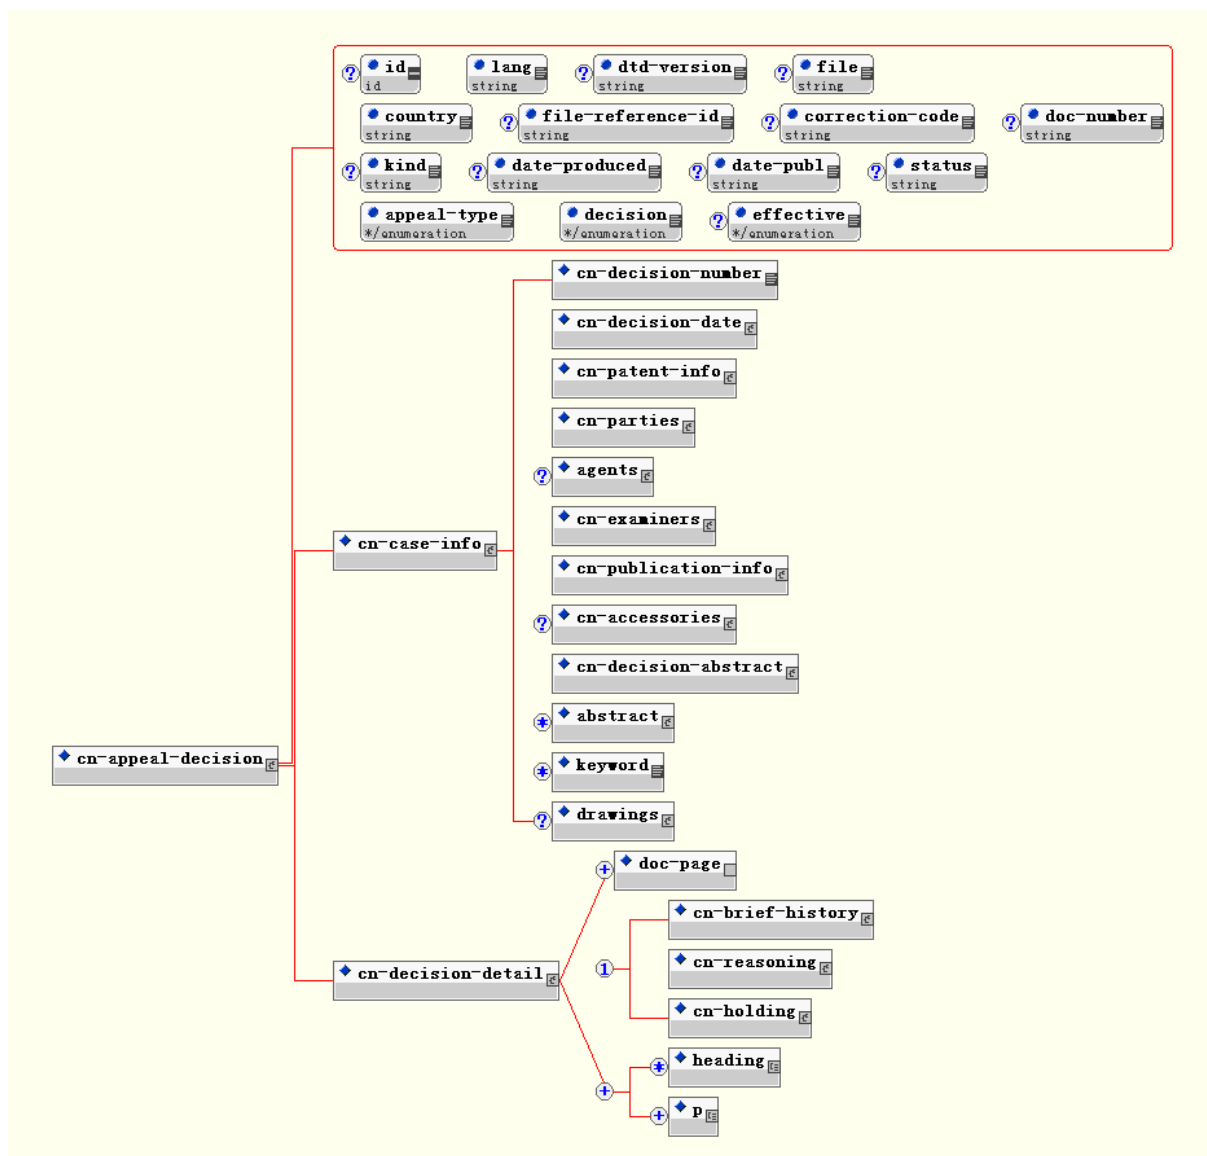 ? id lang ? dtd-version ? file
id string string string
country ? file-reference-id ? correction-code ? doc-number
string string string string
? kind ? date-produced ? date-publ ? status
string string string string
appeal-type decision ? effective
*/enumeration */enumeration */enumeration
cn-decision-number
cn-decision-date
cn-patent-info
cn-parties
? agents
cn-examiners
cn-case-info
cn-publication-info
? cn-accessories
cn-decision-abstract
* abstract
cn-appeal-decision
* keyword
? drawings
+ doc-page
cn-brief-history
cn-decision-detail
1 cn-reasoning
cn-holding
* heading
+
+ p